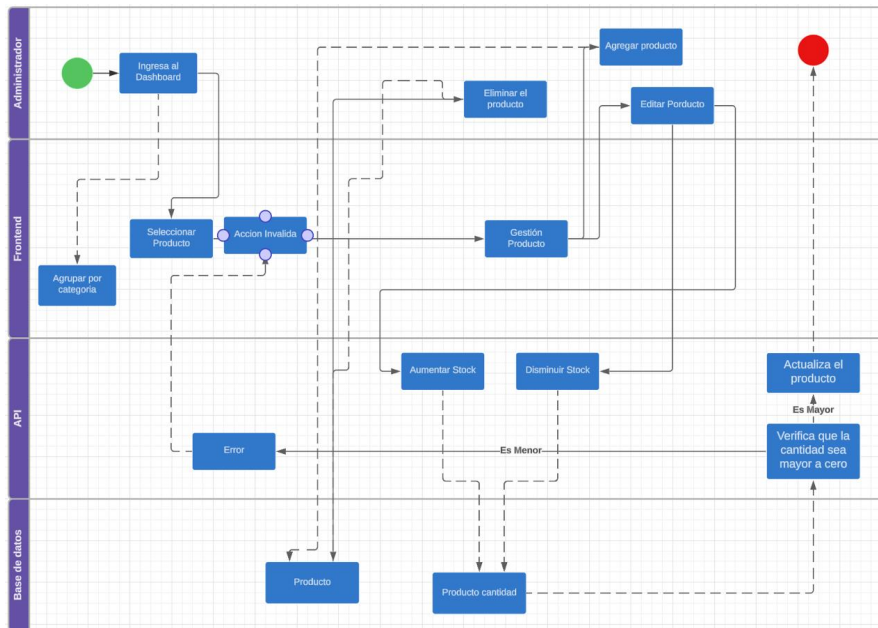 Administrador
Ingresa al
Dashboard
Agregar producto
Eliminar el
producto
Editar Porducto
Frontend
Seleccionar
Producto
Accion Invalida
Gestión
Producto
Agrupar por
categoria
API
Aumentar Stock
Disminuir Stock
Actualiza el
producto
Es Mayor
Error
Es Menor
Verifica que la
cantidad sea
mayor a cero
Base de datos
Producto
Producto cantidad